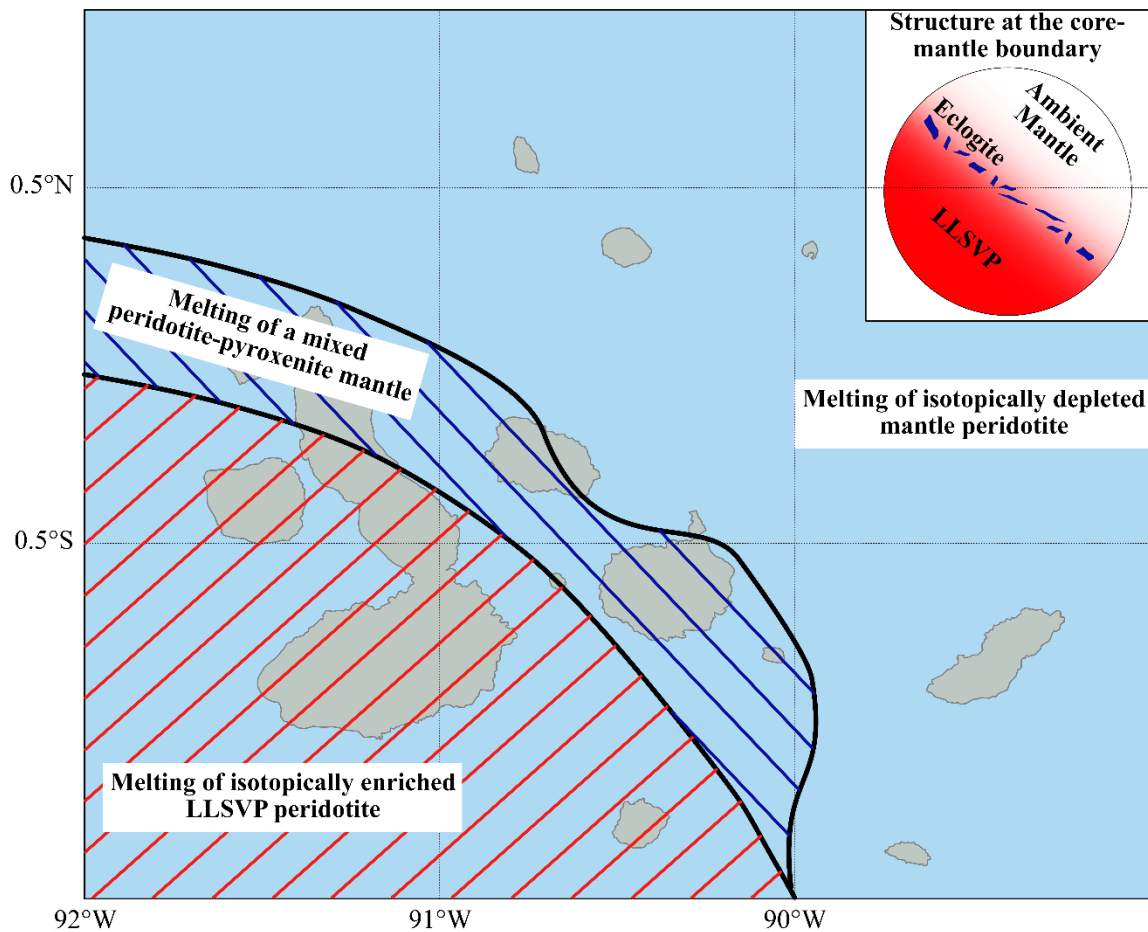 Structure at the core-
mantle boundary
Ambient
Mantle
Eclogite
LLSVP
0.5°N
Melting of a mixed
peridotite-pyroxenite mantle
Melting of isotopically depleted
mantle peridotite
0.5°S
Melting of isotopically enriched
LLSVP peridotite
92°W
91°W
90°W